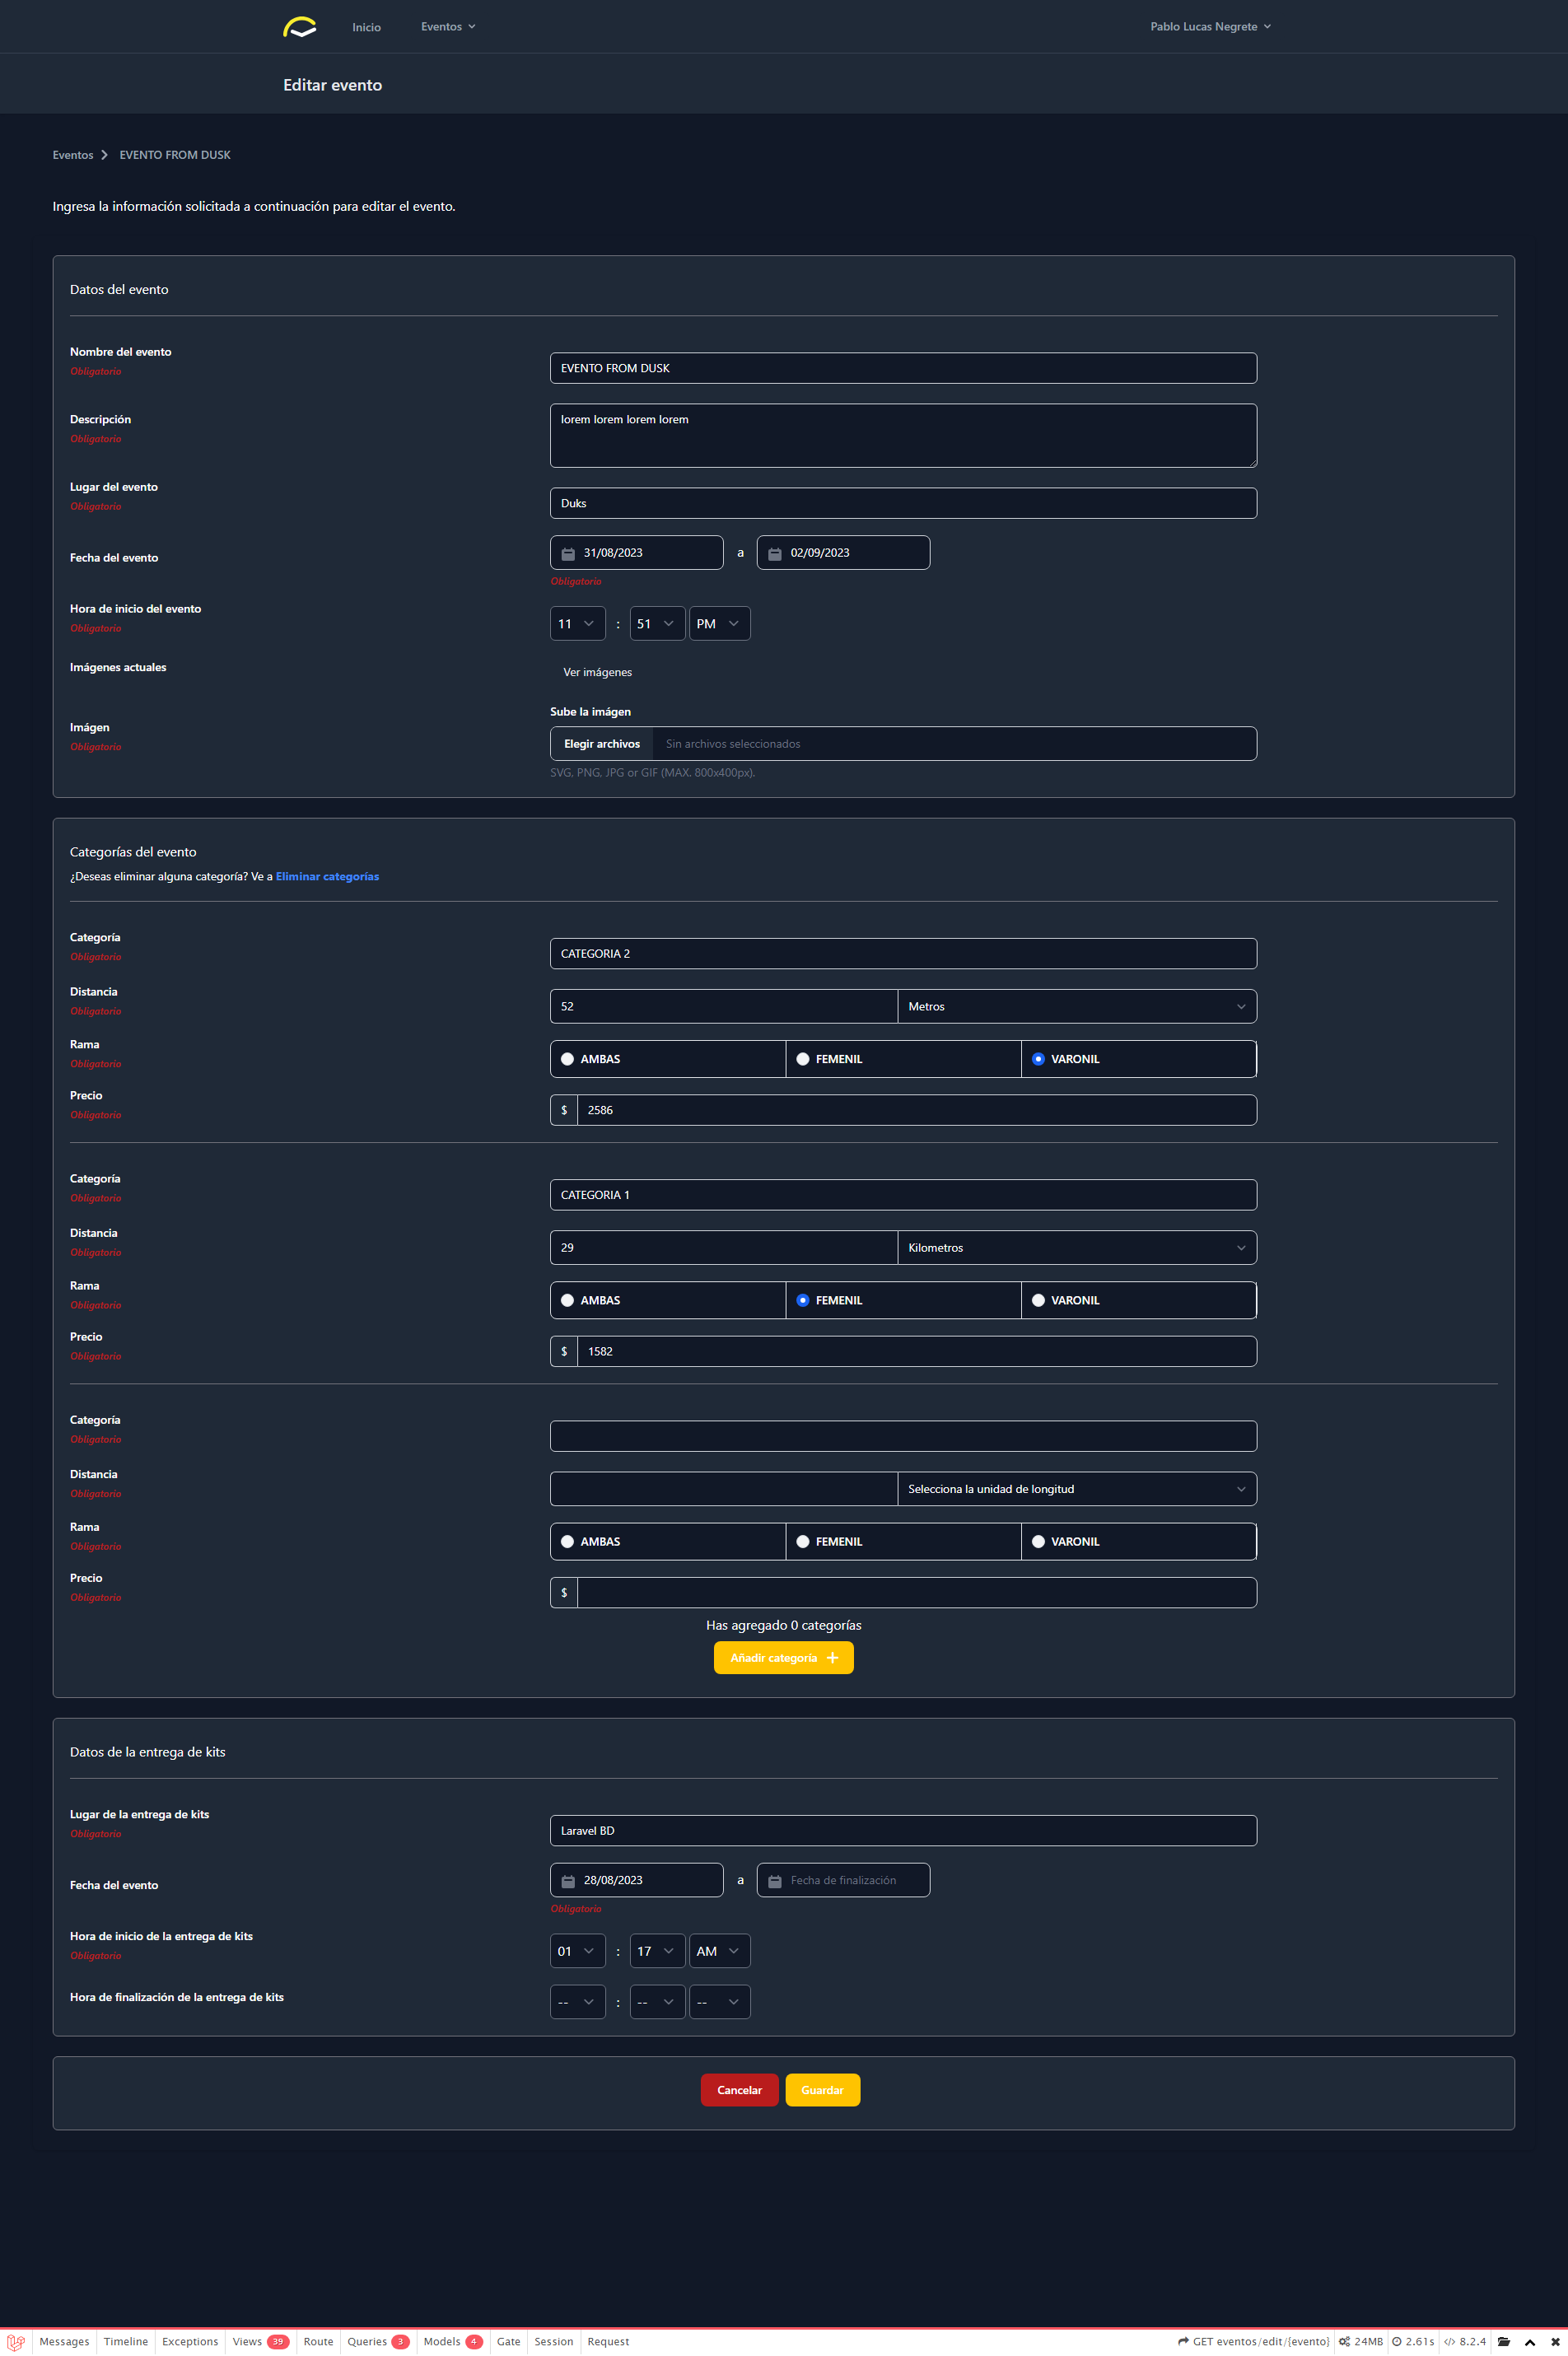 Inicio Eventos Pablo Lucas Negrete
Editar evento
Eventos EVENTO FROM DUSK
Ingresa la información solicitada a continuación para editar el evento.
Datos del evento
Nombre del evento
Obligatorio
EVENTO FROM DUSK
Descripción
Obligatorio
lorem lorem lorem lorem
Lugar del evento
Obligatorio
Duks
Fecha del evento
31/08/2023 a 02/09/2023
Obligatorio
Hora de inicio del evento
Obligatorio
11 : 51 PM
Imágenes actuales
Ver imágenes
Imágen
Obligatorio
Sube la imágen
Elegir archivos Sin archivos seleccionados
SVG, PNG, JPG or GIF (MAX. 800x400px).
Categorías del evento
¿Deseas eliminar alguna categoría? Ve a Eliminar categorías
Categoría
Obligatorio
CATEGORIA 2
Distancia
Obligatorio
52 Metros
Rama
Obligatorio
AMBAS FEMENIL VARONIL
Precio
Obligatorio
$ 2586
Categoría
Obligatorio
CATEGORIA 1
Distancia
Obligatorio
29 Kilometros
Rama
Obligatorio
AMBAS FEMENIL VARONIL
Precio
Obligatorio
$ 1582
Categoría
Obligatorio
Distancia
Obligatorio
Selecciona la unidad de longitud
Rama
Obligatorio
AMBAS FEMENIL VARONIL
Precio
Obligatorio
$
Has agregado 0 categorías
Añadir categoría +
Datos de la entrega de kits
Lugar de la entrega de kits
Obligatorio
Laravel BD
Fecha del evento
28/08/2023 a Fecha de finalización
Obligatorio
Hora de inicio de la entrega de kits
Obligatorio
01 : 17 AM
Hora de finalización de la entrega de kits
-- : -- --
Cancelar Guardar
Messages Timeline Exceptions Views 39 Route Queries 3 Models 4 Gate Session Request GET eventos/edit/{evento} 24MB 2.61s </> 8.2.4